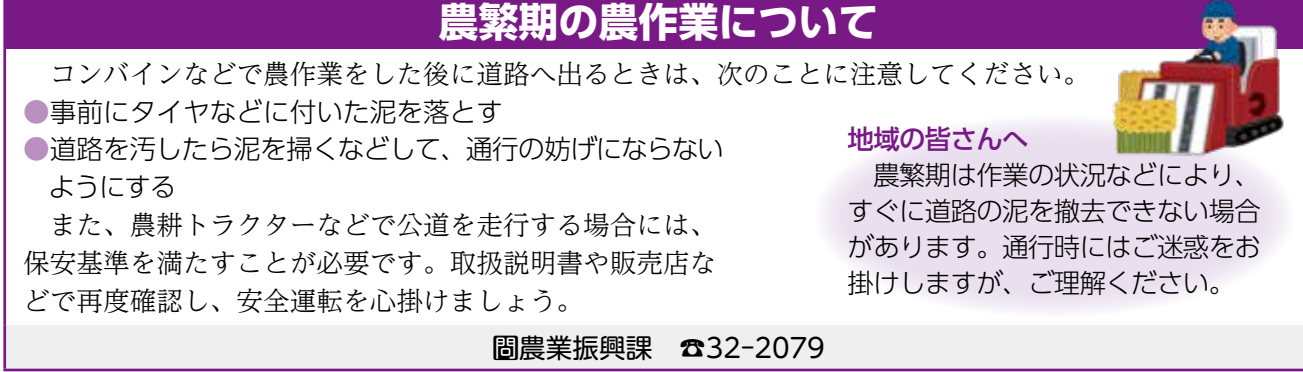 農繁期の農作業について
コンバインなどで農作業をした後に道路へ出るときは、次のことに注意してください。
●事前にタイヤなどに付いた泥を落とす
●道路を汚したら泥を掃くなどして、通行の妨げにならない
ようにする
また、農耕トラクターなどで公道を走行する場合には、
保安基準を満たすことが必要です。取扱説明書や販売店な
どで再度確認し、安全運転を心掛けましょう。
地域の皆さんへ
農繁期は作業の状況などにより、
すぐに道路の泥を撤去できない場合
があります。通行時にはご迷惑をお
掛けしますが、ご理解ください。
問農業振興課 ☎32-2079